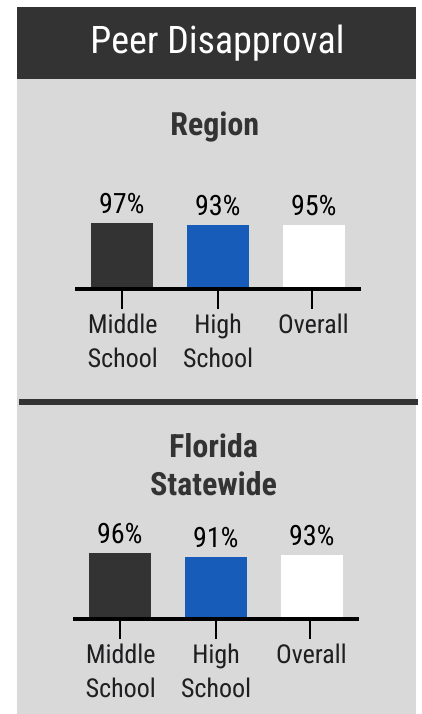 Peer Disapproval
Region
97% 93% 95%
Middle School High School Overall
Florida
Statewide
96% 91% 93%
Middle School High School Overall